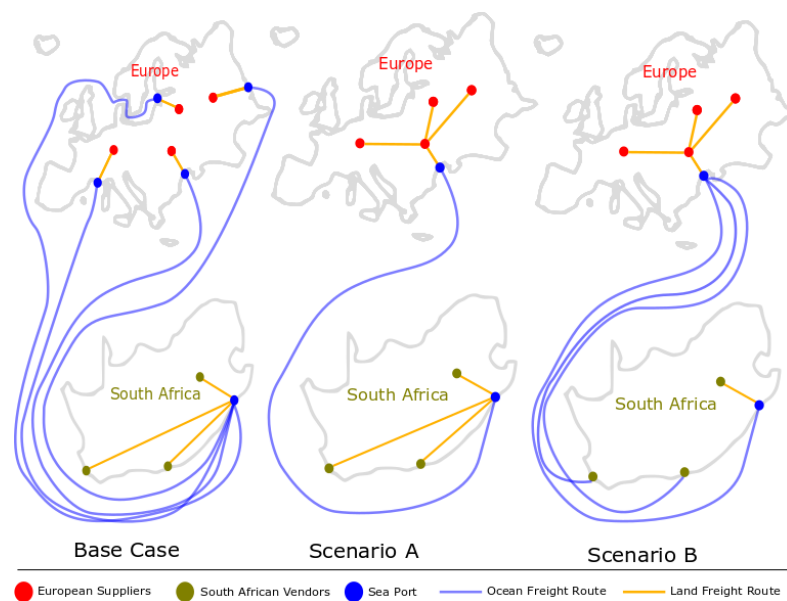 Europe
Europe
Europe
South Africa
South Africa
South Africa
Base Case
Scenario A
Scenario B
European Suppliers
South African Vendors
Sea Port
Ocean Freight Route
Land Freight Route